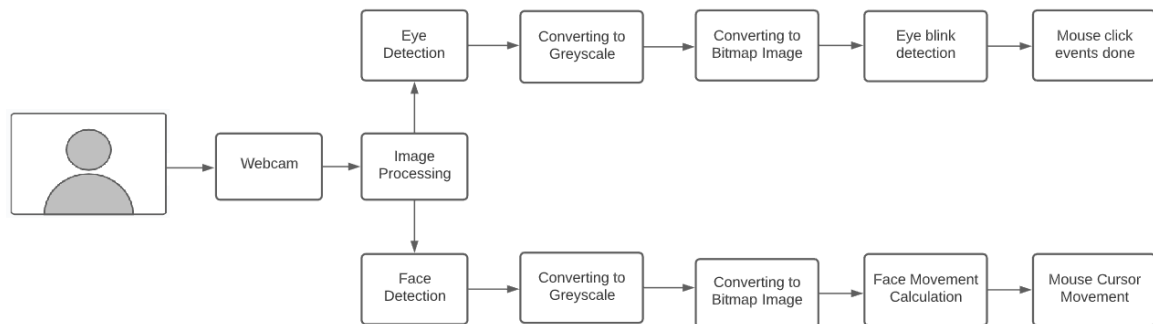 Eye
Detection
Converting to
Greyscale
Converting to
Bitmap Image
Eye blink
detection
Mouse click
events done
Webcam
Image
Processing
Face
Detection
Converting to
Greyscale
Converting to
Bitmap Image
Face Movement
Calculation
Mouse Cursor
Movement